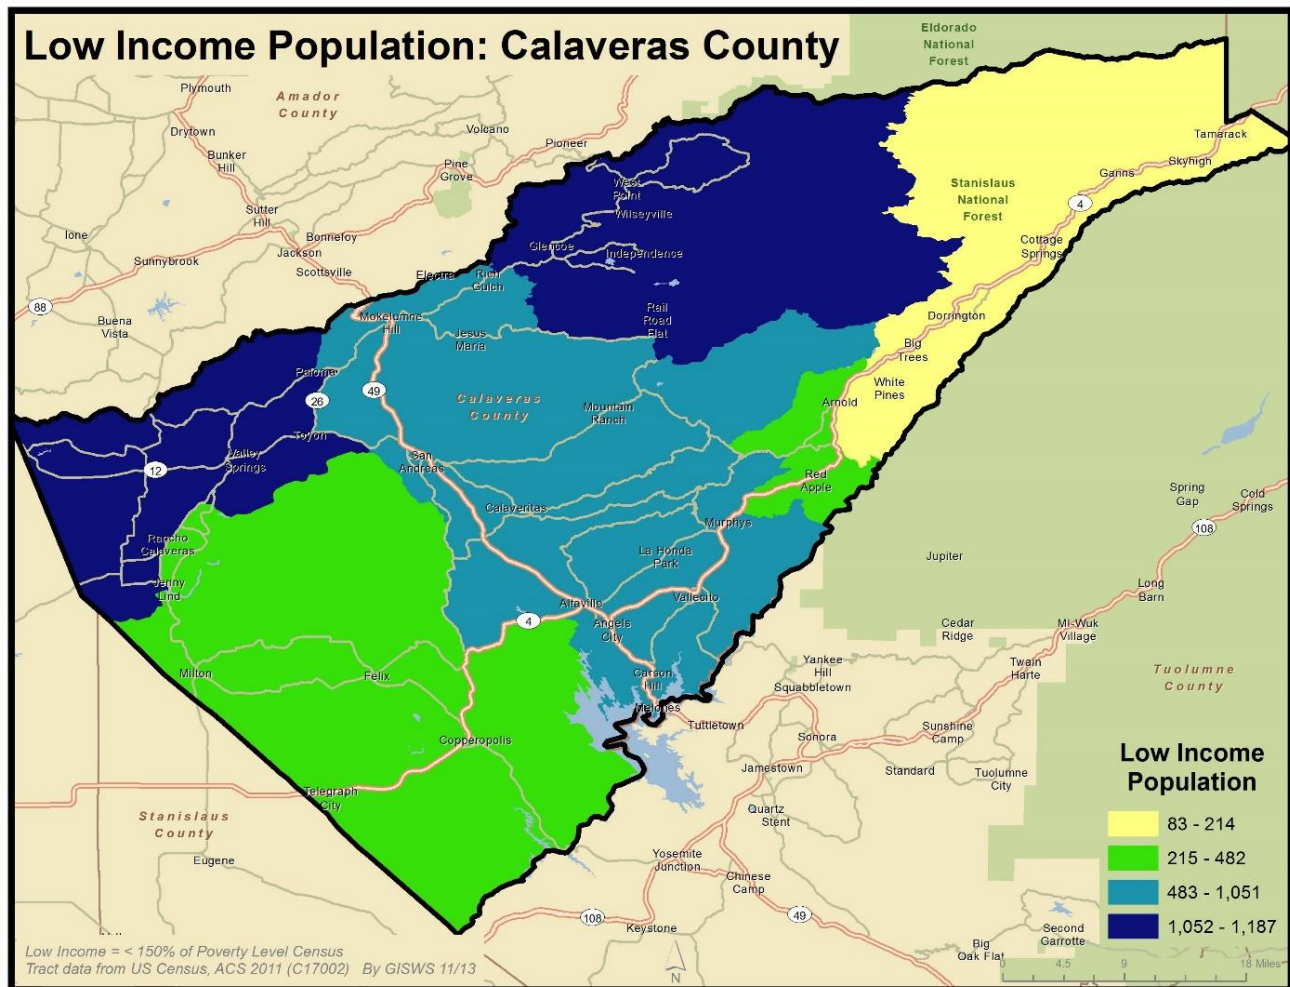 Low Income Population: Calaveras County
Eldorado
National
Forest
Plymouth
Amador
County
Drytown
Volcano
Bunker
Hill
Pioneer
Pine
Grove
Tamarack
Skyhigh
Ganns
West
Point
Wilseyville
Stanislaus
National
Forest
4
Sutter
Hill
Ione
Bonnefoy
Jackson
Glencoe
Independence
Cottage
Springs
Sunnybrook
Scottsville
Electra
Rich
Gulch
88
Buena
Vista
Mokelumne
Hill
Jesus
Maria
Rail
Road
Flat
Dorrington
Big
Trees
Paloma
26
49
Calaveras
County
Mountain
Ranch
White
Pines
Arnold
Toyon
Valley
Springs
12
San
Andreas
Red
Apple
Spring
Gap
Cold
Springs
Calaveritas
Murphys
108
Rancho
Calaveras
La Honda
Park
Jupiter
Jenny
Lind
Long
Barn
Altaville
Vallecito
4
Angels
City
Cedar
Ridge
Mi-Wuk
Village
Milton
Felix
Carson
Hill
Yankee
Hill
Twain
Harte
Tuolumne
County
Squabbletown
Melones
Tuttletown
Copperopolis
Sonora
Sunshine
Camp
Jamestown
Standard
Tuolumne
City
Low Income
Population
Telegraph
City
Quartz
Stent
Stanislaus
County
83 - 214
Eugene
Yosemite
Junction
215 - 482
Chinese
Camp
483 - 1,051
108
49
1,052 - 1,187
Keystone
Second
Garrotte
Big
Oak Flat
Low Income = < 150% of Poverty Level Census
Tract data from US Census, ACS 2011 (C17002) By GISWS 11/13
N
0 4.5 9 18 Miles